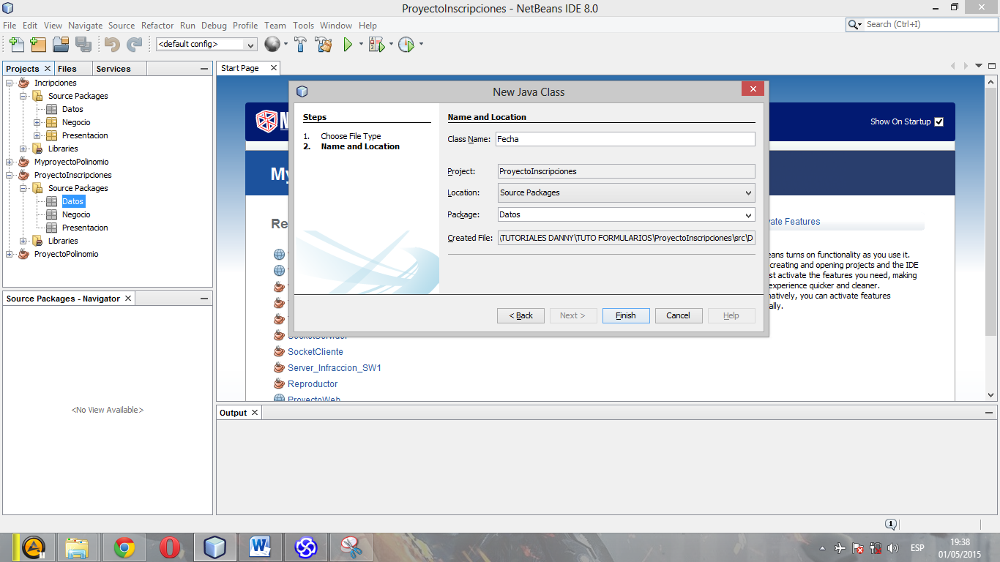 ProyectoInscripciones - NetBeans IDE 8.0
File Edit View Navigate Source Refactor Run Debug Profile Team Tools Window Help
Search (Ctrl+I)
<default config>
Projects Files Services
Start Page
Incripciones
Source Packages
Datos
Negocio
Presentacion
Libraries
MyproyectoPolinomio
ProyectoInscripciones
Source Packages
Datos
Negocio
Presentacion
Libraries
ProyectoPolinomio
Source Packages - Navigator
<No View Available>
Show On Startup
My
New Java Class
Steps
1. Choose File Type
2. Name and Location
Name and Location
Class Name: Fecha
Project: ProyectoInscripciones
Location: Source Packages
Package: Datos
Created File: \TUTORIALES DANNY\TUTO FORMULARIOS\ProyectoInscripciones\src\D
< Back Next > Finish Cancel Help
Re
vate Features
eans turns on functionality as you use it.
creating and opening projects and the IDE
st activate the features you need, making
experience quicker and cleaner.
natively, you can activate features
ally.
SocketServidor
SocketCliente
Server_Infraccion_SW1
Reproductor
ProyectoWeb
Output
1
ESP
19:38
01/05/2015